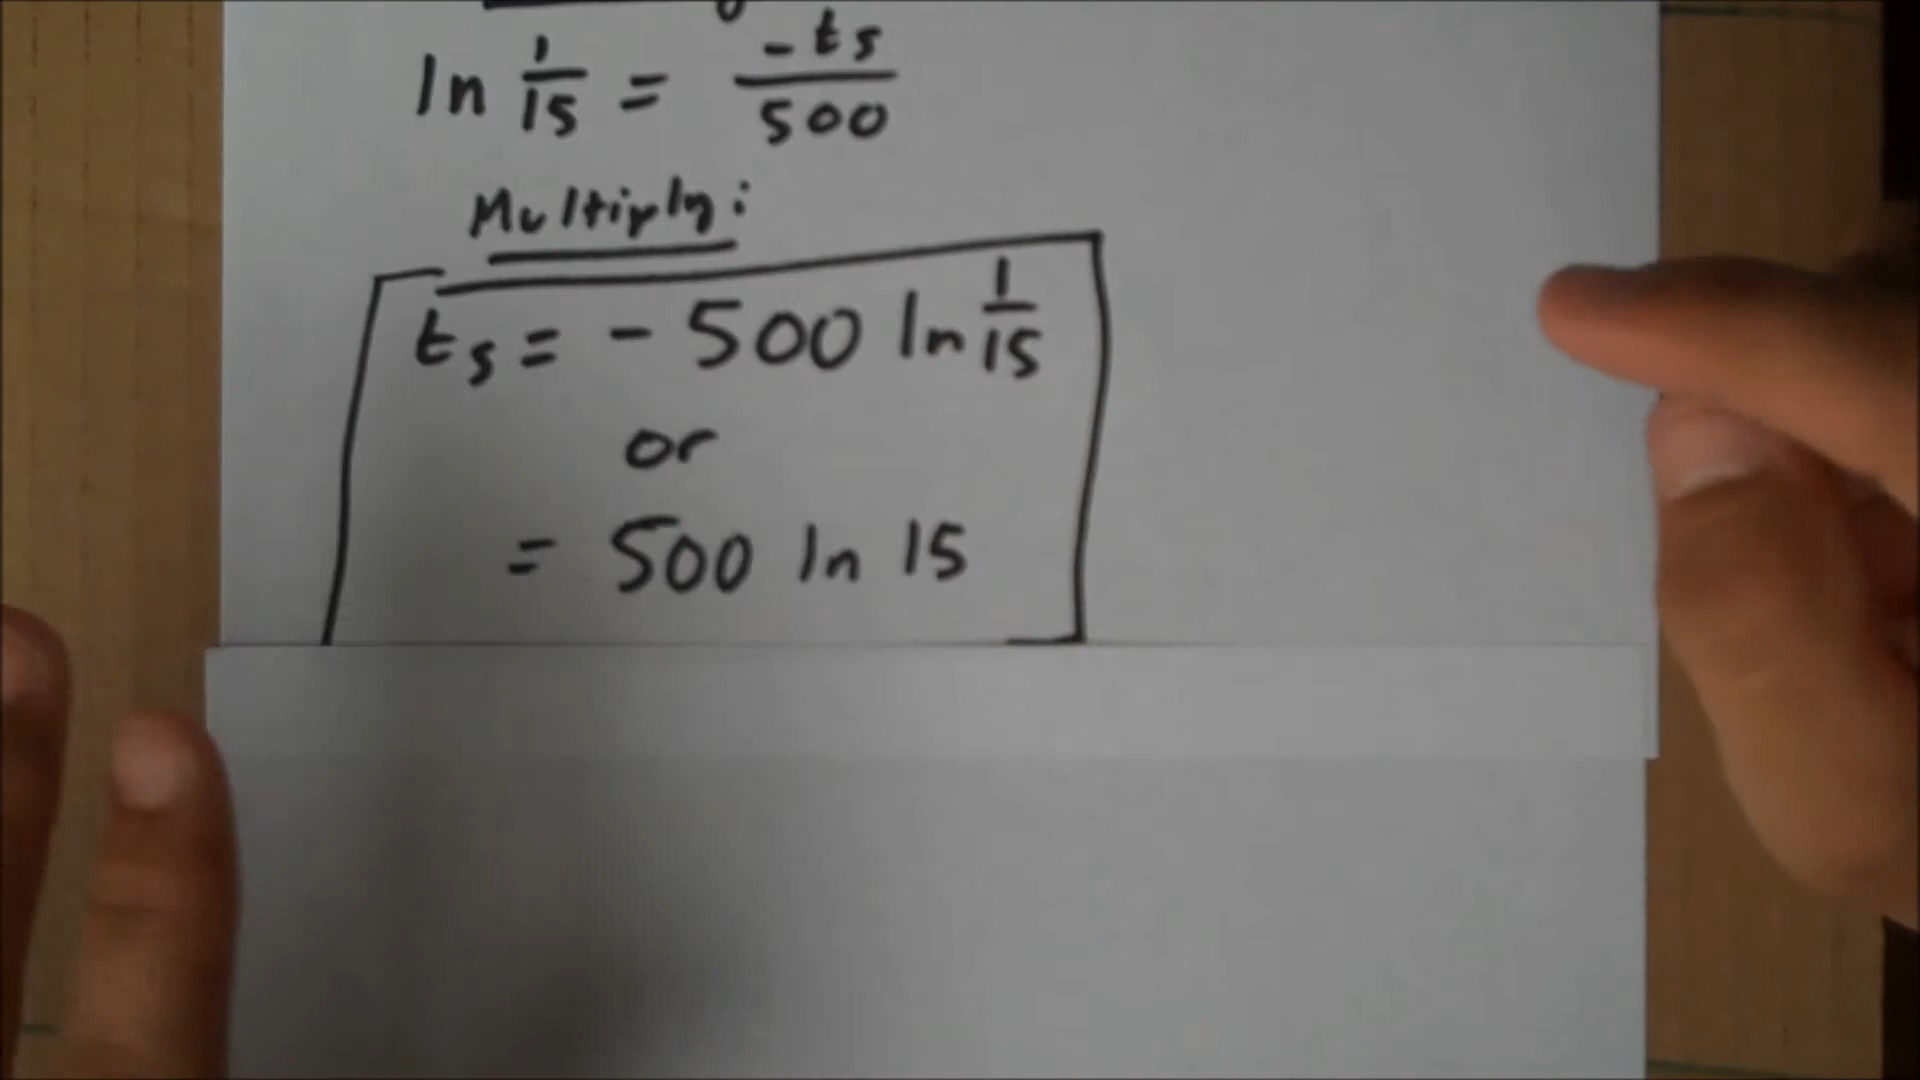 ln 1/15 = -ts/500
Multiply:
ts = - 500 ln 1/15
or
= 500 ln 15